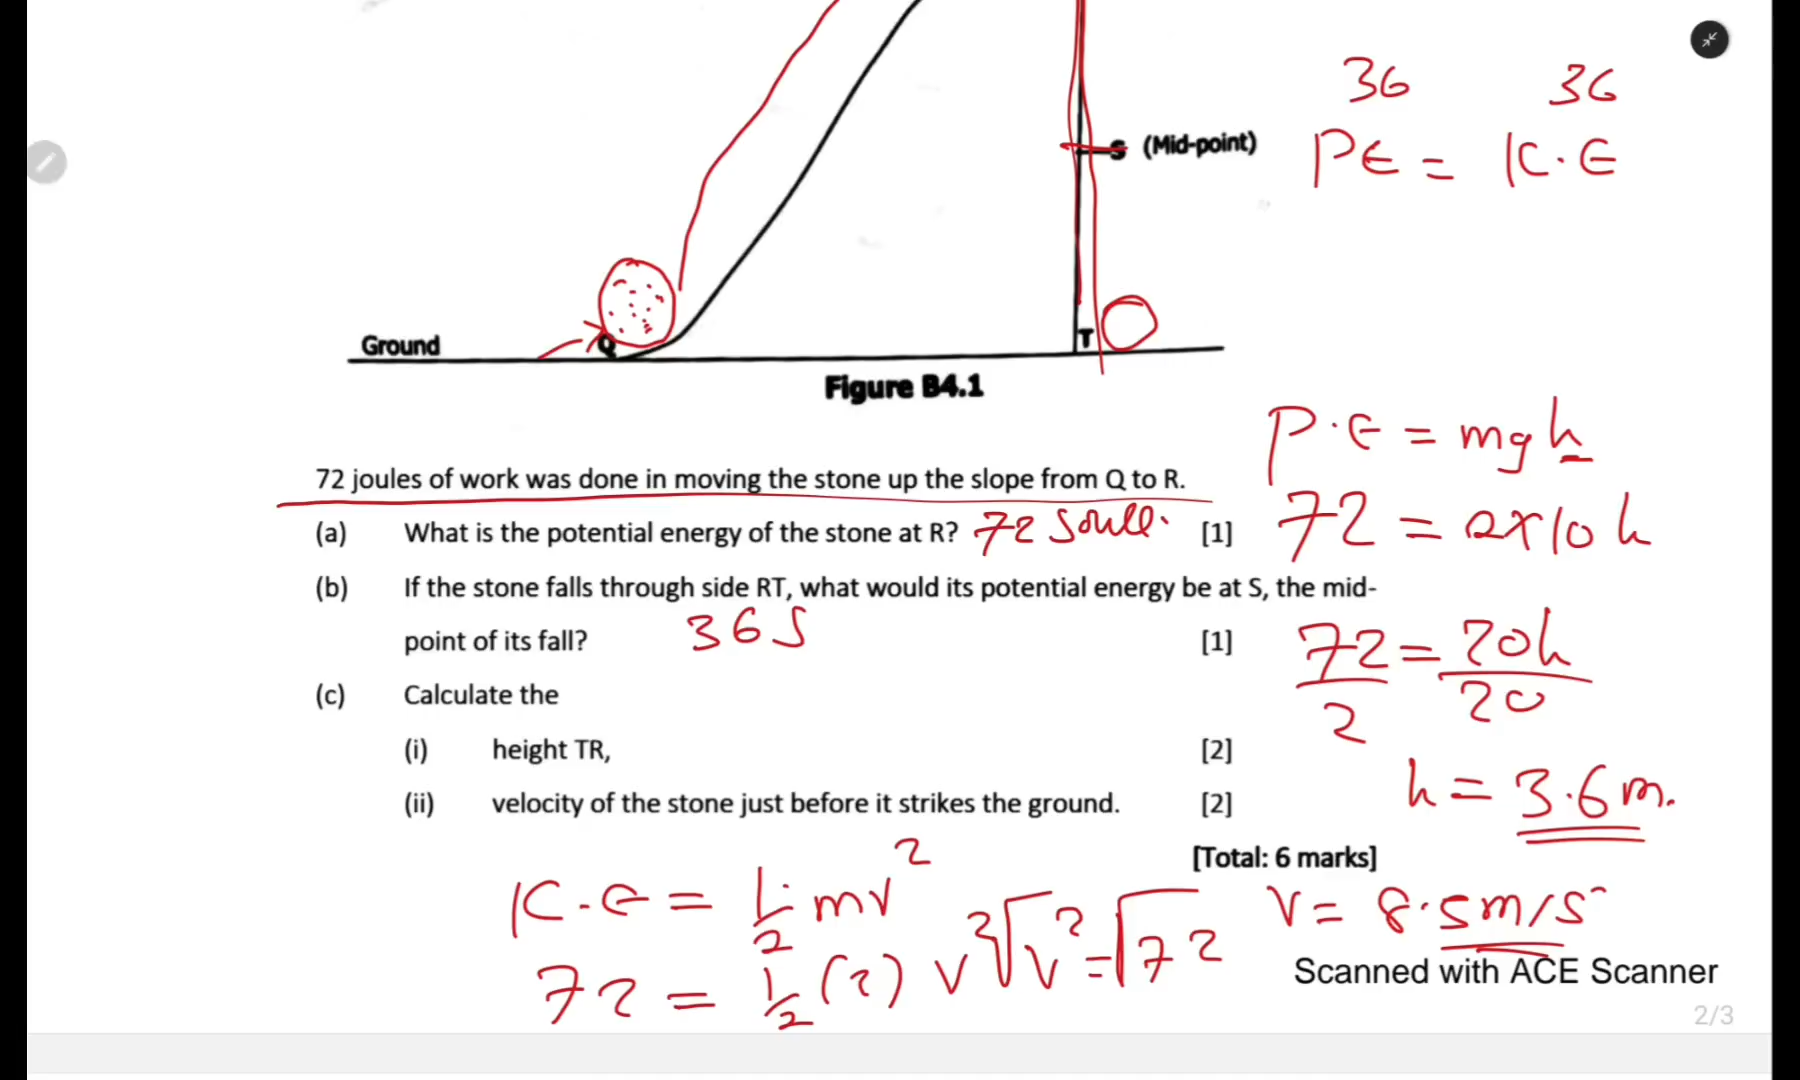 36 36
S (Mid-point) PE = K.E
Ground Q T
Figure B4.1
P.E = mgh
72 joules of work was done in moving the stone up the slope from Q to R.
72 = 2x10 h
(a) What is the potential energy of the stone at R? 72 Joule. [1]
(b) If the stone falls through side RT, what would its potential energy be at S, the mid-
point of its fall? 36J [1]
72 = 20h
2 20
(c) Calculate the
(i) height TR, [2]
h = 3.6m.
(ii) velocity of the stone just before it strikes the ground. [2]
[Total: 6 marks]
K.E = 1/2 mv²
V = 8.5m/s
72 = 1/2 (2) v² √v² = √72
Scanned with ACE Scanner
2/3